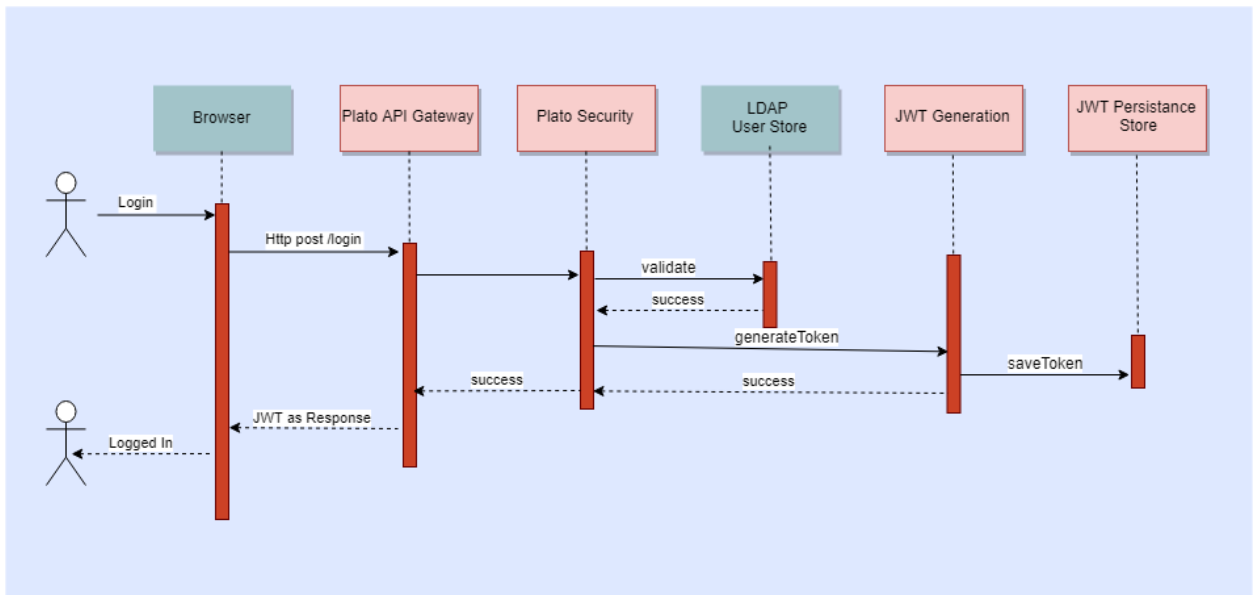 Browser
Plato API Gateway
Plato Security
LDAP
User Store
JWT Generation
JWT Persistance
Store
Login
Http post /login
validate
success
generateToken
saveToken
success
success
JWT as Response
Logged In